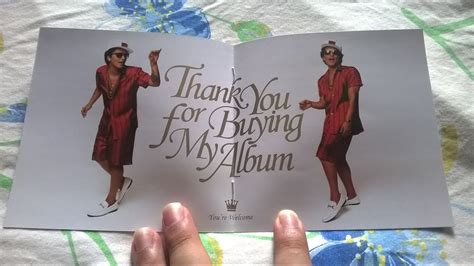 Thank You
for Buying
My Album
You're Welcome